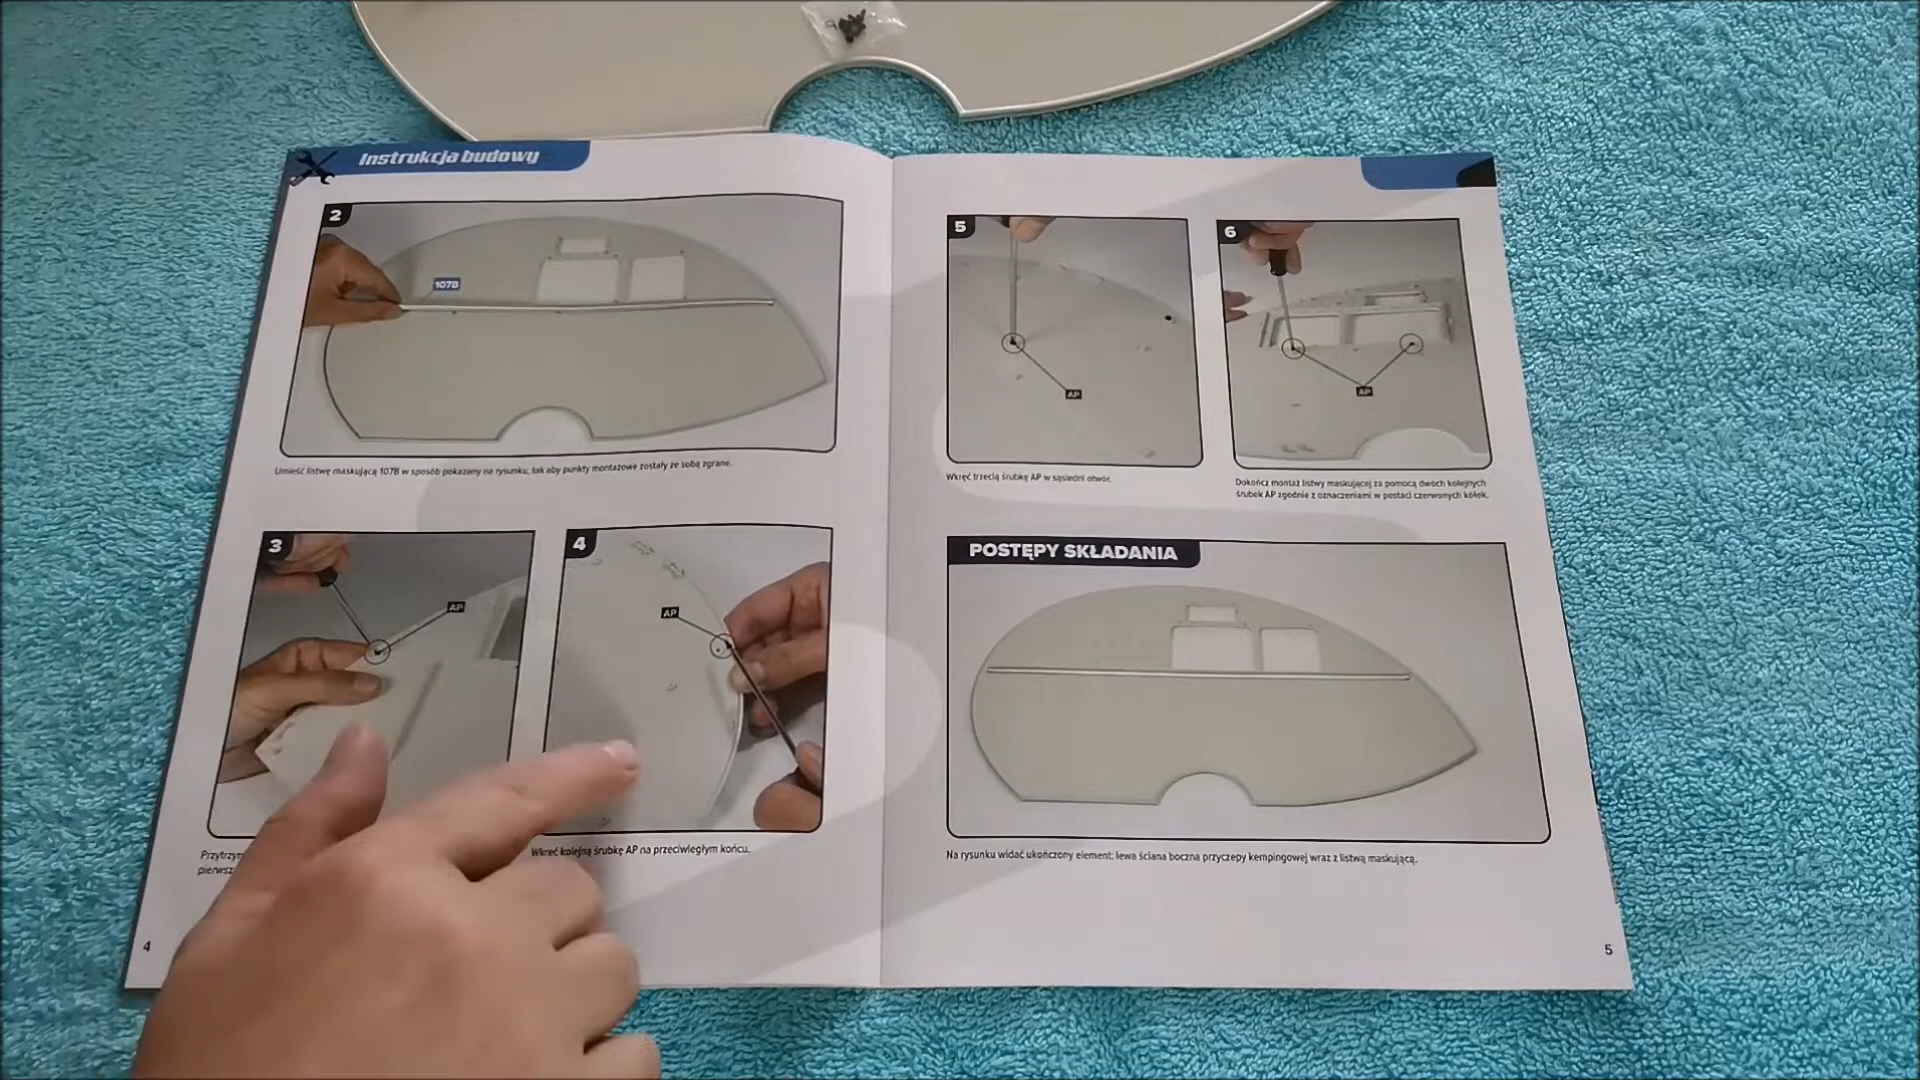 Instrukcja budowy
2
107B
Umieść listwę maskującą 107B w sposób pokazany na rysunku, tak aby punkty montażowe zostały ze sobą zgrane.
3
AP
4
AP
Przytrzym
pierwsz
Wkręć kolejną śrubkę AP na przeciwległym końcu.
4
5
AP
Wkręć trzecią śrubkę AP w sąsiedni otwór.
6
AP
Dokończ montaż listwy maskującej za pomocą dwóch kolejnych
śrubek AP zgodnie z oznaczeniami w postaci czerwonych kółek.
POSTĘPY SKŁADANIA
Na rysunku widać ukończony element: lewa ściana boczna przyczepy kempingowej wraz z listwą maskującą.
5